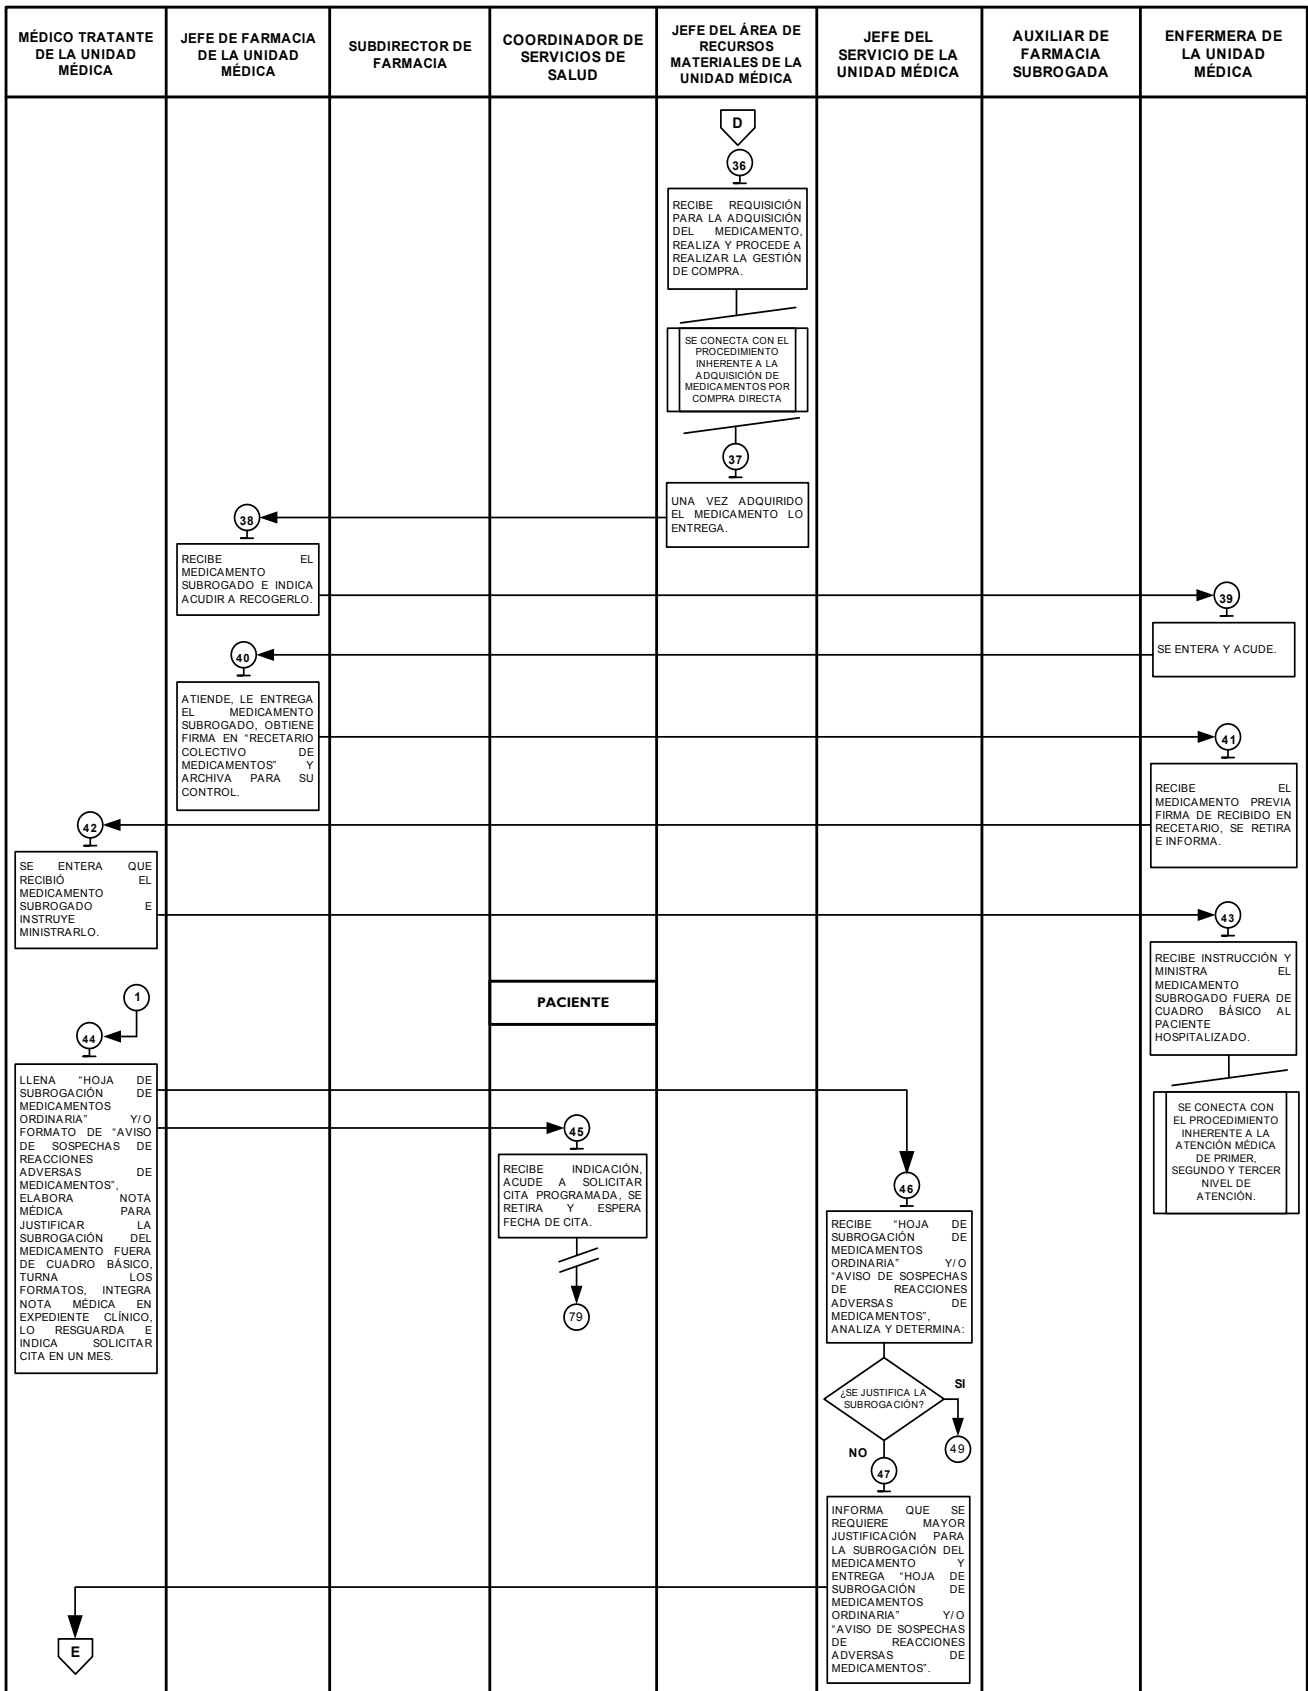 MÉDICO TRATANTE
DE LA UNIDAD
MÉDICA
JEFE DE FARMACIA
DE LA UNIDAD
MÉDICA
SUBDIRECTOR DE
FARMACIA
COORDINADOR DE
SERVICIOS DE
SALUD
JEFE DEL ÁREA DE
RECURSOS
MATERIALES DE LA
UNIDAD MÉDICA
JEFE DEL
SERVICIO DE LA
UNIDAD MÉDICA
AUXILIAR DE
FARMACIA
SUBROGADA
ENFERMERA DE
LA UNIDAD
MÉDICA
D
36
RECIBE REQUISICIÓN
PARA LA ADQUISICIÓN
DEL MEDICAMENTO,
REALIZA Y PROCEDE A
REALIZAR LA GESTIÓN
DE COMPRA.
SE CONECTA CON EL
PROCEDIMIENTO
INHERENTE A LA
ADQUISICIÓN DE
MEDICAMENTOS POR
COMPRA DIRECTA
37
UNA VEZ ADQUIRIDO
EL MEDICAMENTO LO
ENTREGA.
38
RECIBE EL
MEDICAMENTO
SUBROGADO E INDICA
ACUDIR A RECOGERLO.
39
SE ENTERA Y ACUDE.
40
ATIENDE, LE ENTREGA
EL MEDICAMENTO
SUBROGADO, OBTIENE
FIRMA EN "RECETARIO
COLECTIVO DE
MEDICAMENTOS" Y
ARCHIVA PARA SU
CONTROL.
41
RECIBE EL
MEDICAMENTO PREVIA
FIRMA DE RECIBIDO EN
RECETARIO, SE RETIRA
E INFORMA.
42
SE ENTERA QUE
RECIBIÓ EL
MEDICAMENTO
SUBROGADO E
INSTRUYE
MINISTRARLO.
43
RECIBE INSTRUCCIÓN Y
MINISTRA EL
MEDICAMENTO
SUBROGADO FUERA DE
CUADRO BÁSICO AL
PACIENTE
HOSPITALIZADO.
SE CONECTA CON
EL PROCEDIMIENTO
INHERENTE A LA
ATENCIÓN MÉDICA
DE PRIMER,
SEGUNDO Y TERCER
NIVEL DE
ATENCIÓN.
PACIENTE
1
44
LLENA "HOJA DE
SUBROGACIÓN DE
MEDICAMENTOS
ORDINARIA" Y/O
FORMATO DE "AVISO
DE SOSPECHAS DE
REACCIONES
ADVERSAS DE
MEDICAMENTOS",
ELABORA NOTA
MÉDICA PARA
JUSTIFICAR LA
SUBROGACIÓN DEL
MEDICAMENTO FUERA
DE CUADRO BÁSICO,
TURNA LOS
FORMATOS, INTEGRA
NOTA MÉDICA EN
EXPEDIENTE CLÍNICO,
LO RESGUARDA E
INDICA SOLICITAR
CITA EN UN MES.
45
RECIBE INDICACIÓN,
ACUDE A SOLICITAR
CITA PROGRAMADA, SE
RETIRA Y ESPERA
FECHA DE CITA.
79
46
RECIBE "HOJA DE
SUBROGACIÓN DE
MEDICAMENTOS
ORDINARIA" Y/O
"AVISO DE SOSPECHAS
DE REACCIONES
ADVERSAS DE
MEDICAMENTOS",
ANALIZA Y DETERMINA:
¿SE JUSTIFICA LA
SUBROGACIÓN?
SI
49
NO
47
INFORMA QUE SE
REQUIERE MAYOR
JUSTIFICACIÓN PARA
LA SUBROGACIÓN DEL
MEDICAMENTO Y
ENTREGA "HOJA DE
SUBROGACIÓN DE
MEDICAMENTOS
ORDINARIA" Y/O
"AVISO DE SOSPECHAS
DE REACCIONES
ADVERSAS DE
MEDICAMENTOS".
E